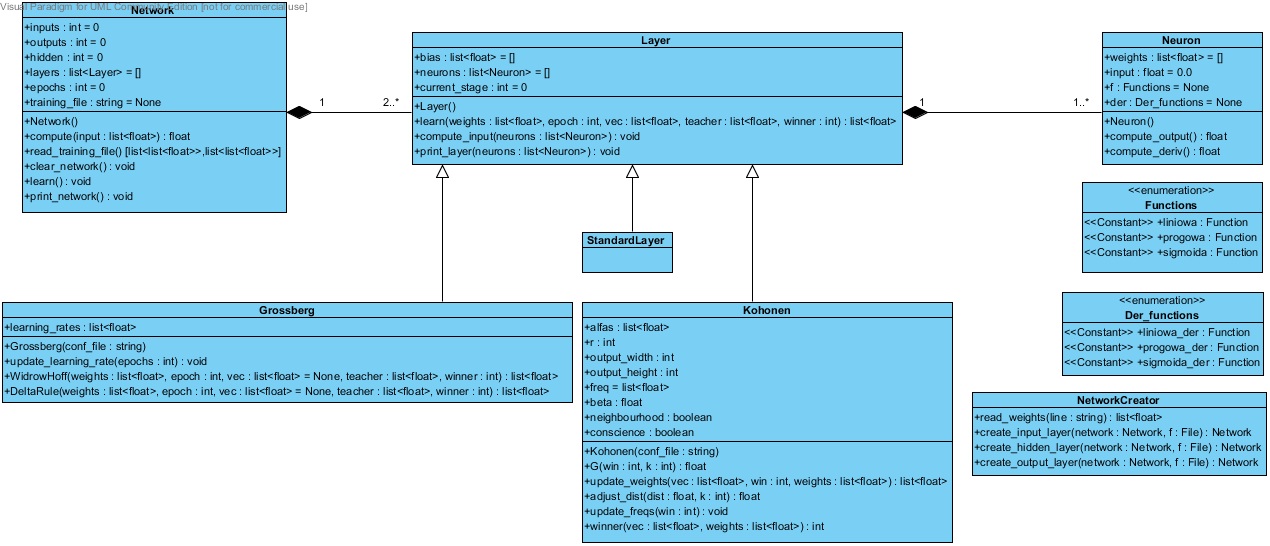 Visual Paradigm for UML Community Edition [not for commercial use]
Network
+inputs : int = 0
+outputs : int = 0
+hidden : int = 0
+layers : list<Layer> = []
+epochs : int = 0
+training_file : string = None
+Network()
+compute(input : list<float>) : float
+read_training_file() [list<list<float>>,list<list<float>>]
+clear_network() : void
+learn() : void
+print_network() : void
1
2..*
Layer
+bias : list<float> = []
+neurons : list<Neuron> = []
+current_stage : int = 0
+Layer()
+learn(weights : list<float>, epoch : int, vec : list<float>, teacher : list<float>, winner : int) : list<float>
+compute_input(neurons : list<Neuron>) : void
+print_layer(neurons : list<Neuron>) : void
1
1..*
Neuron
+weights : list<float> = []
+input : float = 0.0
+f : Functions = None
+der : Der_functions = None
+Neuron()
+compute_output() : float
+compute_deriv() : float
<<enumeration>>
Functions
<<Constant>> +liniowa : Function
<<Constant>> +progowa : Function
<<Constant>> +sigmoida : Function
StandardLayer
<<enumeration>>
Der_functions
<<Constant>> +liniowa_der : Function
<<Constant>> +progowa_der : Function
<<Constant>> +sigmoida_der : Function
Grossberg
+learning_rates : list<float>
+Grossberg(conf_file : string)
+update_learning_rate(epochs : int) : void
+WidrowHoff(weights : list<float>, epoch : int, vec : list<float> = None, teacher : list<float>, winner : int) : list<float>
+DeltaRule(weights : list<float>, epoch : int, vec : list<float> = None, teacher : list<float>, winner : int) : list<float>
Kohonen
+alfas : list<float>
+r : int
+output_width : int
+output_height : int
+freq = list<float>
+beta : float
+neighbourhood : boolean
+conscience : boolean
+Kohonen(conf_file : string)
+G(win : int, k : int) : float
+update_weights(vec : list<float>, win : int, weights : list<float>) : list<float>
+adjust_dist(dist : float, k : int) : float
+update_freqs(win : int) : void
+winner(vec : list<float>, weights : list<float>) : int
NetworkCreator
+read_weights(line : string) : list<float>
+create_input_layer(network : Network, f : File) : Network
+create_hidden_layer(network : Network, f : File) : Network
+create_output_layer(network : Network, f : File) : Network